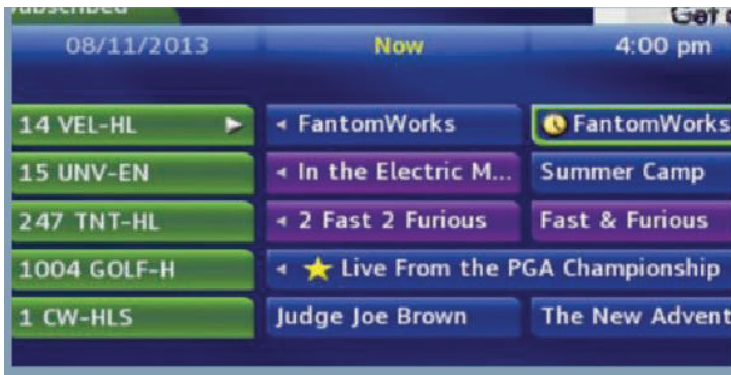 Subscribed
Get
08/11/2013 Now 4:00 pm
14 VEL-HL FantomWorks FantomWorks
15 UNV-EN In the Electric M... Summer Camp
247 TNT-HL 2 Fast 2 Furious Fast & Furious
1004 GOLF-H Live From the PGA Championship
1 CW-HLS Judge Joe Brown The New Advent